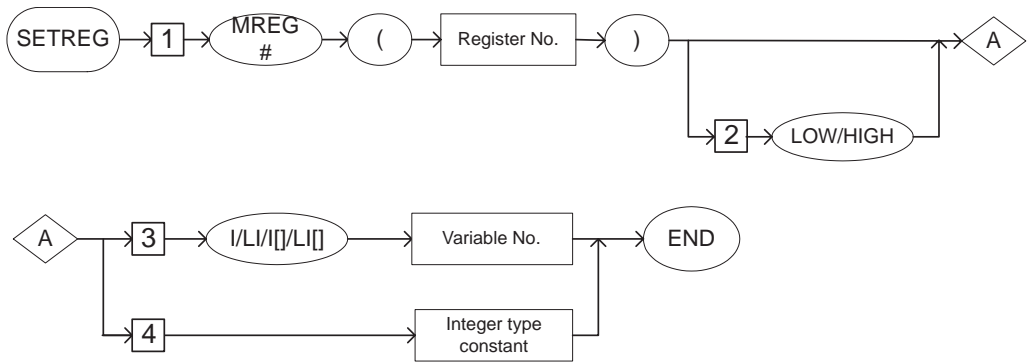 SETREG
1
MREG
#
(
Register No.
)
A
2
LOW/HIGH
A
3
I/LI/I[]/LI[]
Variable No.
END
4
Integer type
constant